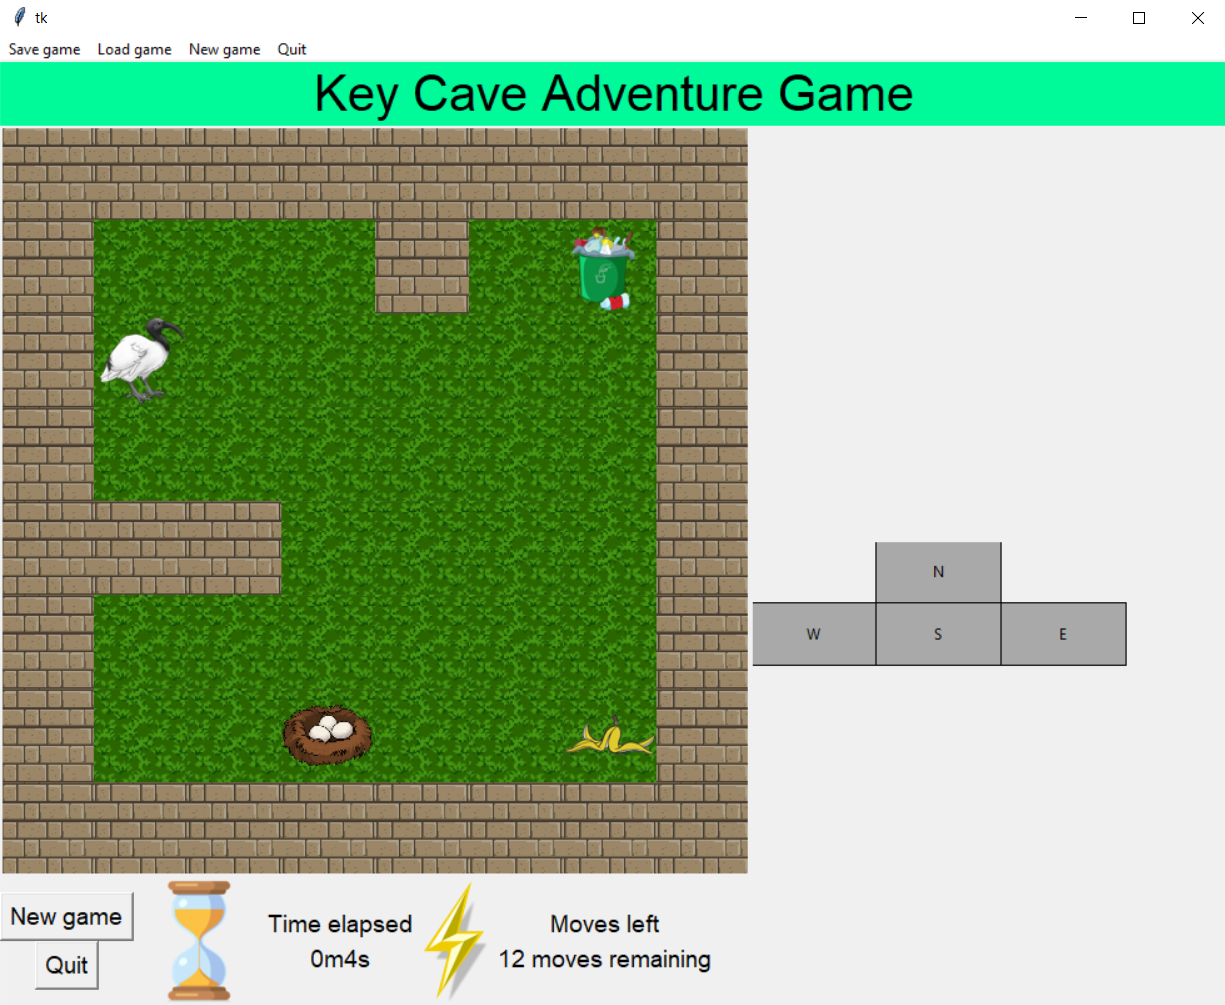 tk
Save game Load game New game Quit
Key Cave Adventure Game
N
W S E
New game
Quit
Time elapsed
0m4s
Moves left
12 moves remaining